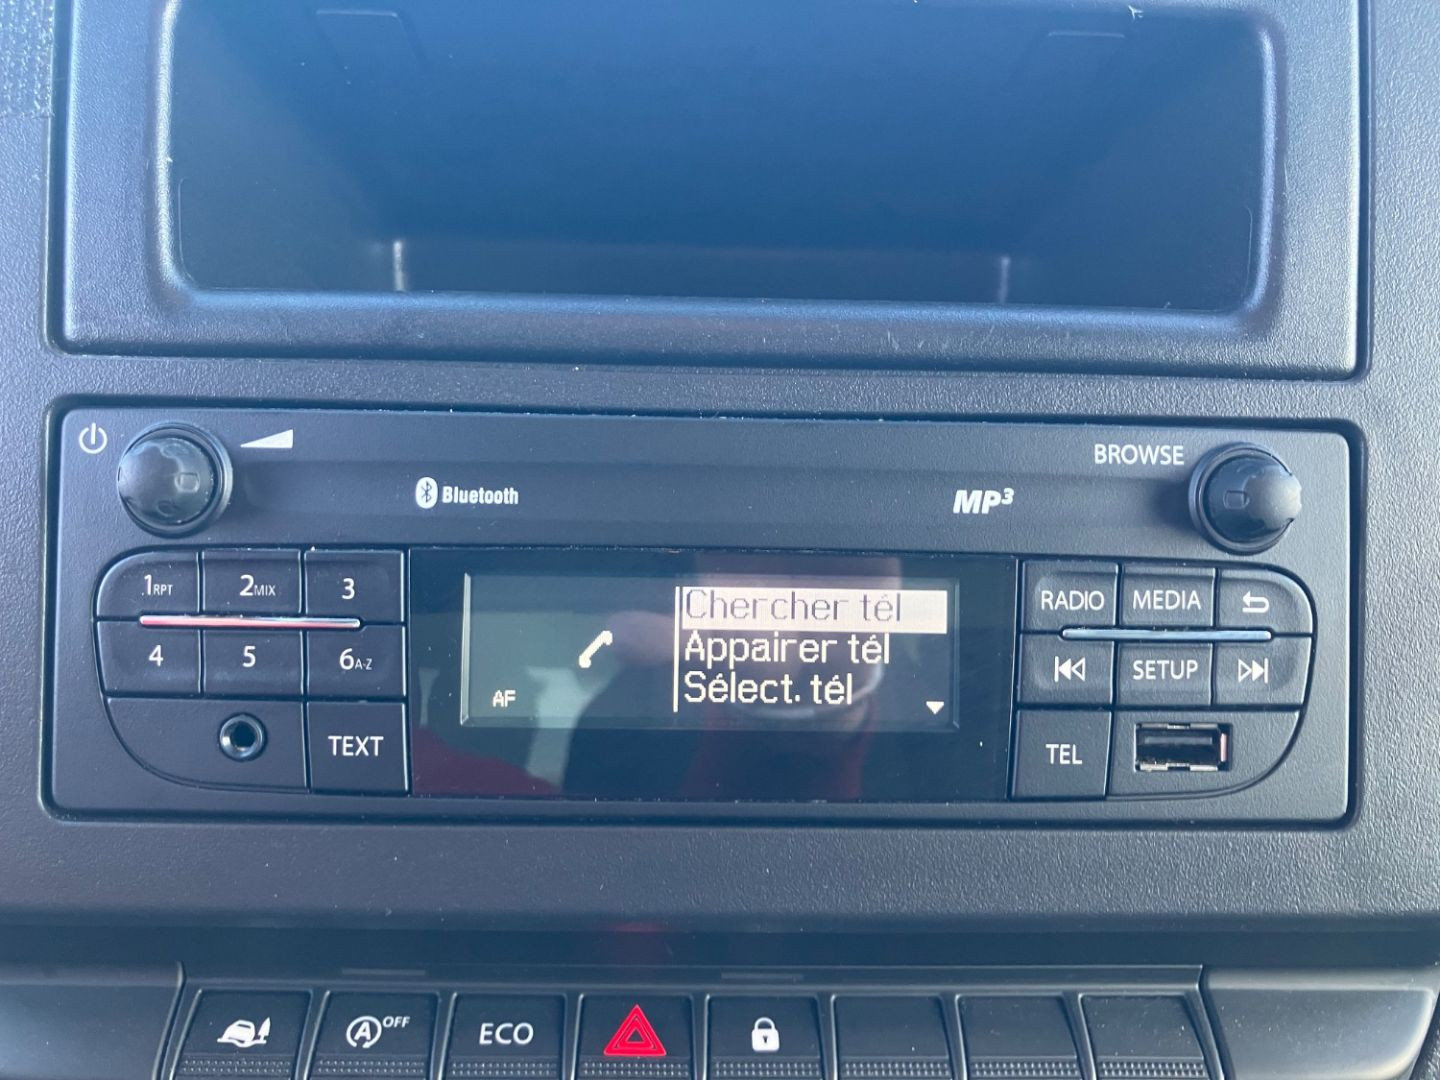 BROWSE
Bluetooth
MP3
1RPT 2MIX 3
4 5 6A-Z
TEXT
Chercher tél
Appairer tél
Sélect. tél
AF
RADIO MEDIA
SETUP
TEL
A OFF
ECO